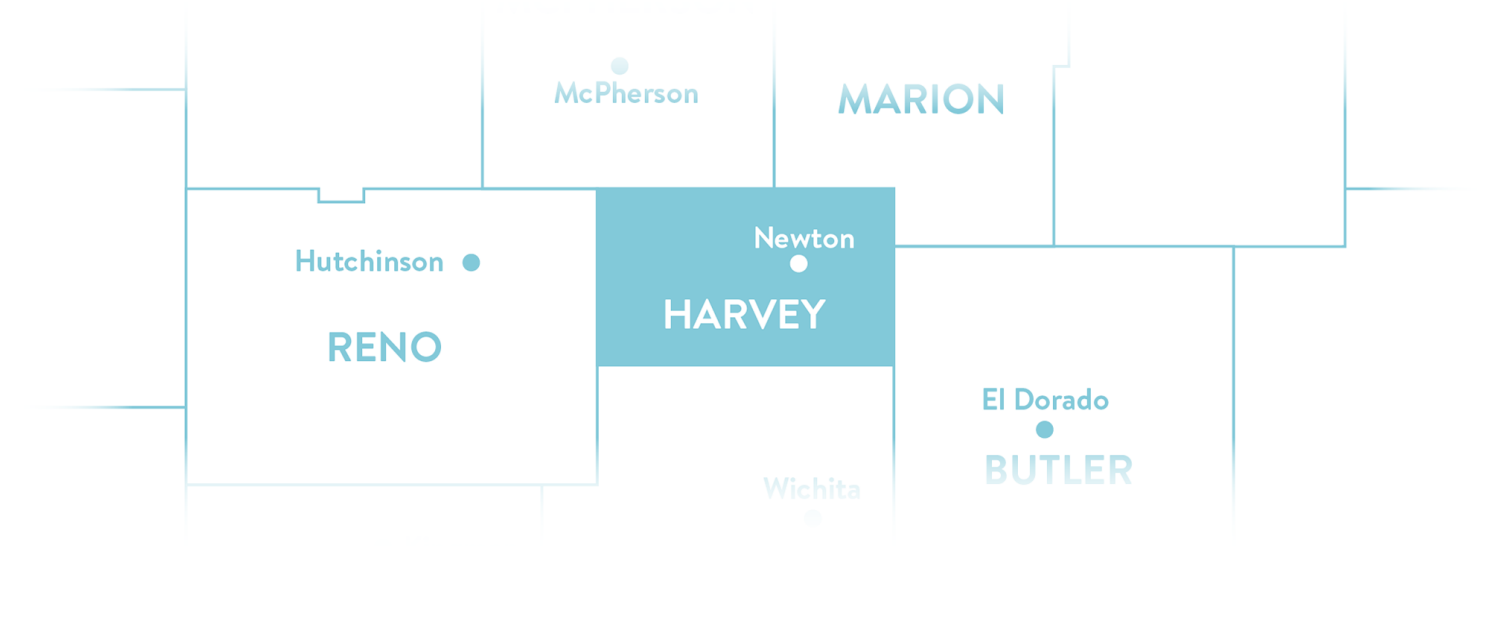 McPherson
MARION
Newton
Hutchinson
HARVEY
RENO
El Dorado
BUTLER
Wichita